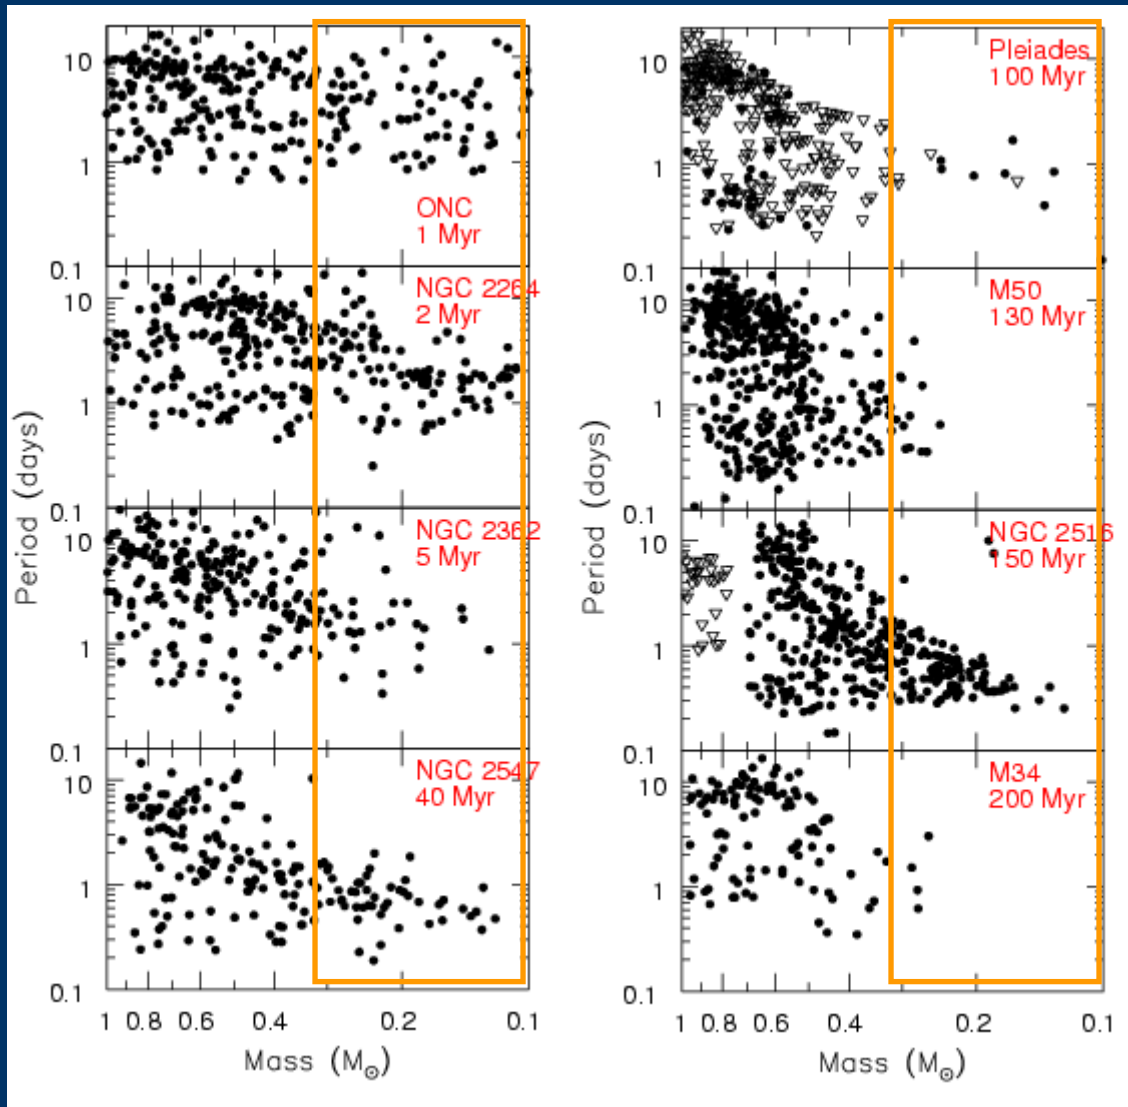 10
1
ONC
1 Myr
0.1
10
1
NGC 2264
2 Myr
0.1
10
1
NGC 2362
5 Myr
0.1
10
1
NGC 2547
40 Myr
0.1
1 0.8 0.6 0.4 0.2 0.1
Mass (M☉)
Period (days)
10
1
Pleiades
100 Myr
0.1
10
1
M50
130 Myr
0.1
10
1
NGC 2516
150 Myr
0.1
10
1
M34
200 Myr
0.1
1 0.8 0.6 0.4 0.2 0.1
Mass (M☉)
Period (days)